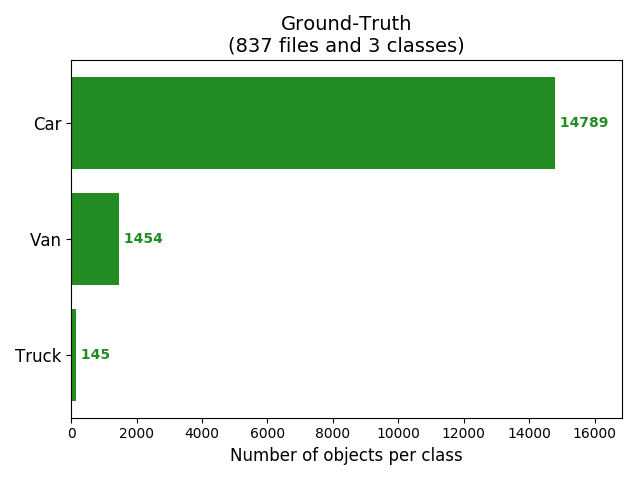 Ground-Truth
(837 files and 3 classes)
Car
14789
Van
1454
Truck
145
0 2000 4000 6000 8000 10000 12000 14000 16000
Number of objects per class